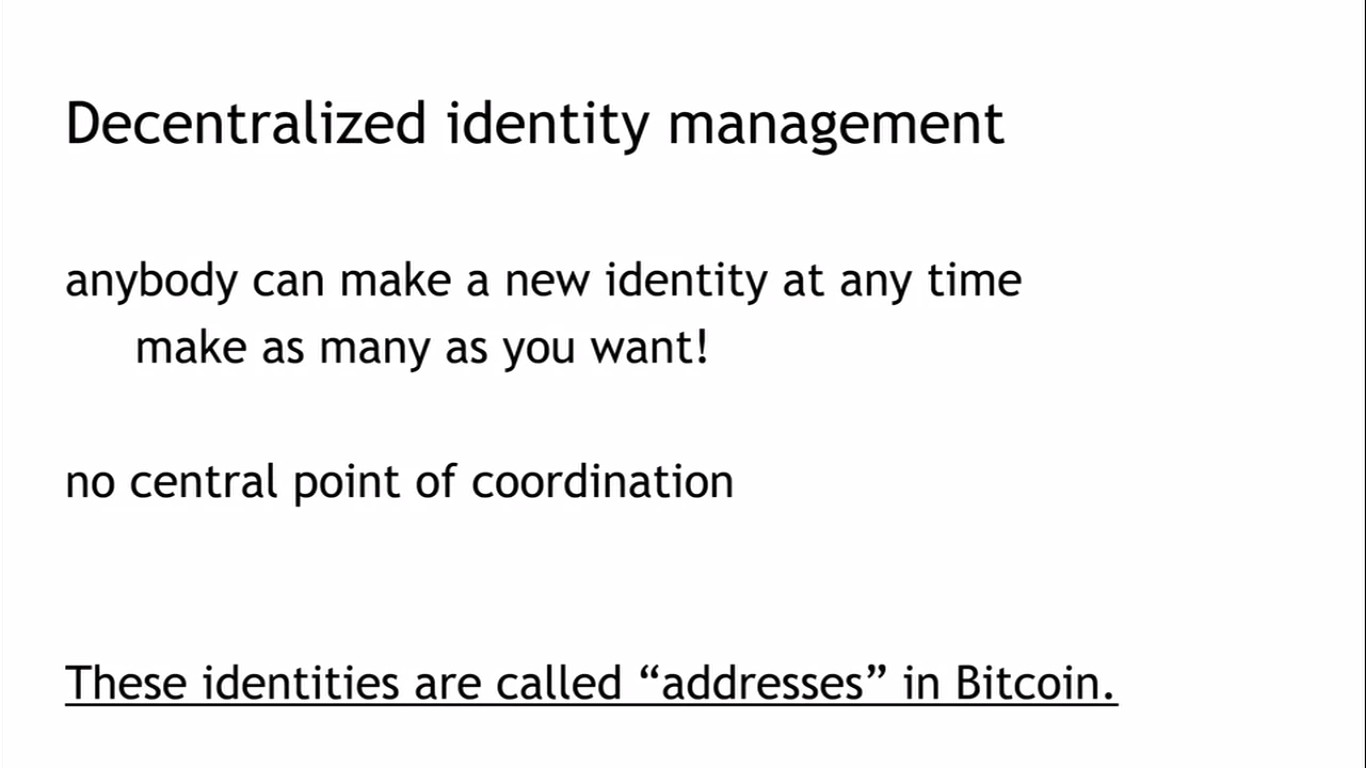 Decentralized identity management
anybody can make a new identity at any time
make as many as you want!
no central point of coordination
These identities are called “addresses” in Bitcoin.